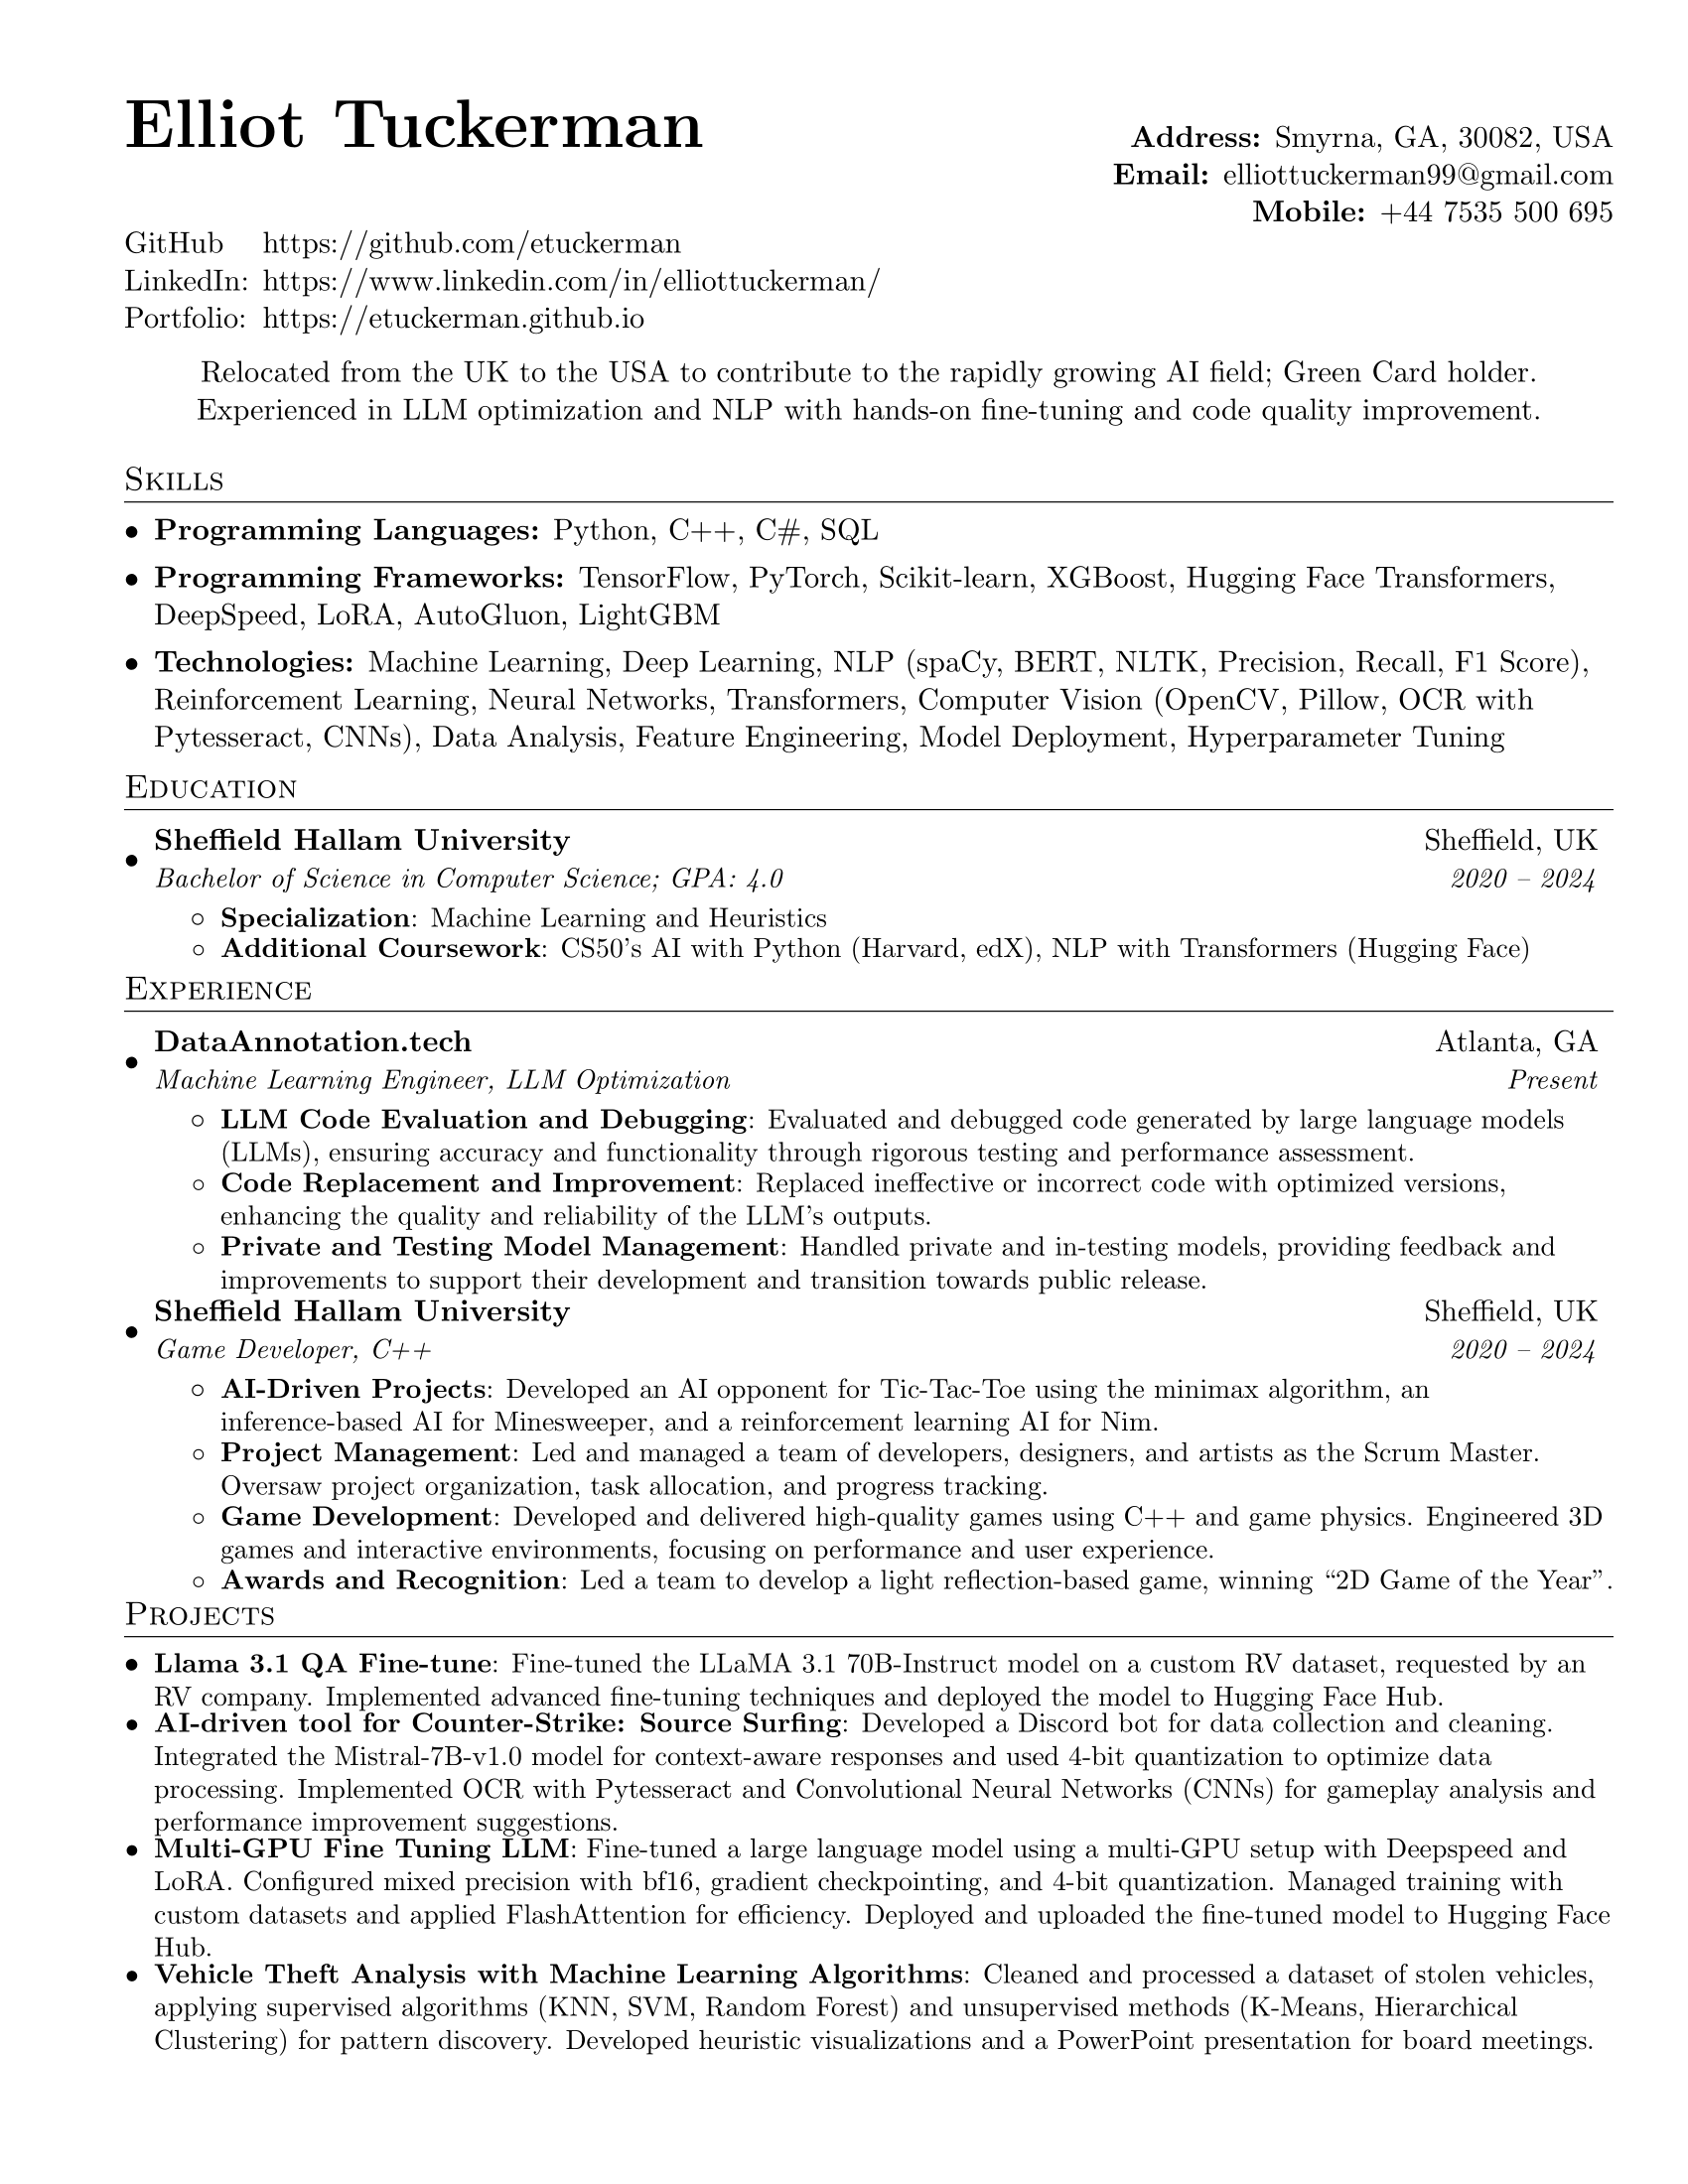 Elliot Tuckerman
Address: Smyrna, GA, 30082, USA
Email: elliottuckerman99@gmail.com
Mobile: +44 7535 500 695
GitHub https://github.com/etuckerman
LinkedIn: https://www.linkedin.com/in/elliottuckerman/
Portfolio: https://etuckerman.github.io
Relocated from the UK to the USA to contribute to the rapidly growing AI field; Green Card holder.
Experienced in LLM optimization and NLP with hands-on fine-tuning and code quality improvement.
Skills
• Programming Languages: Python, C++, C#, SQL
• Programming Frameworks: TensorFlow, PyTorch, Scikit-learn, XGBoost, Hugging Face Transformers,
DeepSpeed, LoRA, AutoGluon, LightGBM
• Technologies: Machine Learning, Deep Learning, NLP (spaCy, BERT, NLTK, Precision, Recall, F1 Score),
Reinforcement Learning, Neural Networks, Transformers, Computer Vision (OpenCV, Pillow, OCR with
Pytesseract, CNNs), Data Analysis, Feature Engineering, Model Deployment, Hyperparameter Tuning
Education
• Sheffield Hallam University Sheffield, UK
Bachelor of Science in Computer Science; GPA: 4.0 2020 – 2024
◦ Specialization: Machine Learning and Heuristics
◦ Additional Coursework: CS50's AI with Python (Harvard, edX), NLP with Transformers (Hugging Face)
Experience
• DataAnnotation.tech Atlanta, GA
Machine Learning Engineer, LLM Optimization Present
◦ LLM Code Evaluation and Debugging: Evaluated and debugged code generated by large language models
(LLMs), ensuring accuracy and functionality through rigorous testing and performance assessment.
◦ Code Replacement and Improvement: Replaced ineffective or incorrect code with optimized versions,
enhancing the quality and reliability of the LLM's outputs.
◦ Private and Testing Model Management: Handled private and in-testing models, providing feedback and
improvements to support their development and transition towards public release.
• Sheffield Hallam University Sheffield, UK
Game Developer, C++ 2020 – 2024
◦ AI-Driven Projects: Developed an AI opponent for Tic-Tac-Toe using the minimax algorithm, an
inference-based AI for Minesweeper, and a reinforcement learning AI for Nim.
◦ Project Management: Led and managed a team of developers, designers, and artists as the Scrum Master.
Oversaw project organization, task allocation, and progress tracking.
◦ Game Development: Developed and delivered high-quality games using C++ and game physics. Engineered 3D
games and interactive environments, focusing on performance and user experience.
◦ Awards and Recognition: Led a team to develop a light reflection-based game, winning “2D Game of the Year”.
Projects
• Llama 3.1 QA Fine-tune: Fine-tuned the LLaMA 3.1 70B-Instruct model on a custom RV dataset, requested by an
RV company. Implemented advanced fine-tuning techniques and deployed the model to Hugging Face Hub.
• AI-driven tool for Counter-Strike: Source Surfing: Developed a Discord bot for data collection and cleaning.
Integrated the Mistral-7B-v1.0 model for context-aware responses and used 4-bit quantization to optimize data
processing. Implemented OCR with Pytesseract and Convolutional Neural Networks (CNNs) for gameplay analysis and
performance improvement suggestions.
• Multi-GPU Fine Tuning LLM: Fine-tuned a large language model using a multi-GPU setup with Deepspeed and
LoRA. Configured mixed precision with bf16, gradient checkpointing, and 4-bit quantization. Managed training with
custom datasets and applied FlashAttention for efficiency. Deployed and uploaded the fine-tuned model to Hugging Face
Hub.
• Vehicle Theft Analysis with Machine Learning Algorithms: Cleaned and processed a dataset of stolen vehicles,
applying supervised algorithms (KNN, SVM, Random Forest) and unsupervised methods (K-Means, Hierarchical
Clustering) for pattern discovery. Developed heuristic visualizations and a PowerPoint presentation for board meetings.